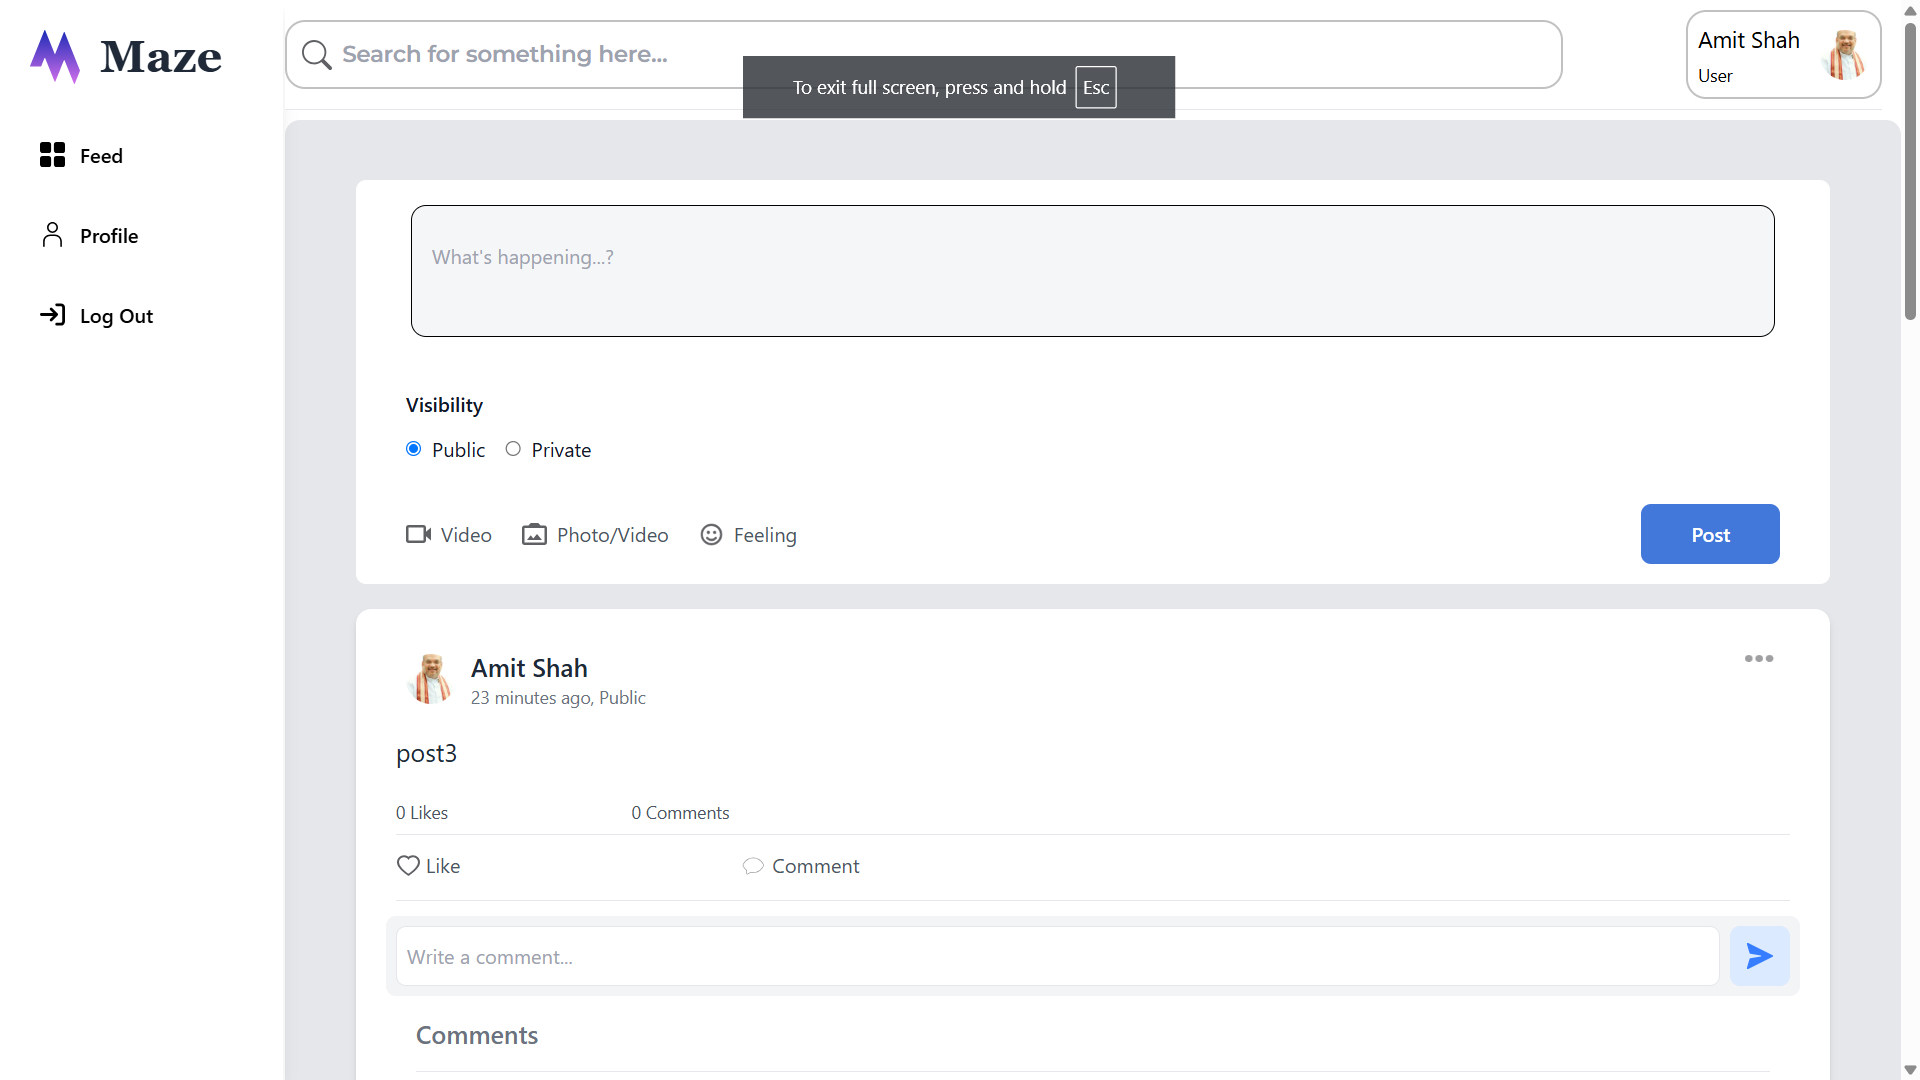 Maze
Search for something here...
Amit Shah
User
To exit full screen, press and hold Esc
Feed
Profile
Log Out
What's happening...?
Visibility
Public Private
Video Photo/Video Feeling
Post
Amit Shah
23 minutes ago, Public
post3
0 Likes 0 Comments
Like Comment
Write a comment...
Comments